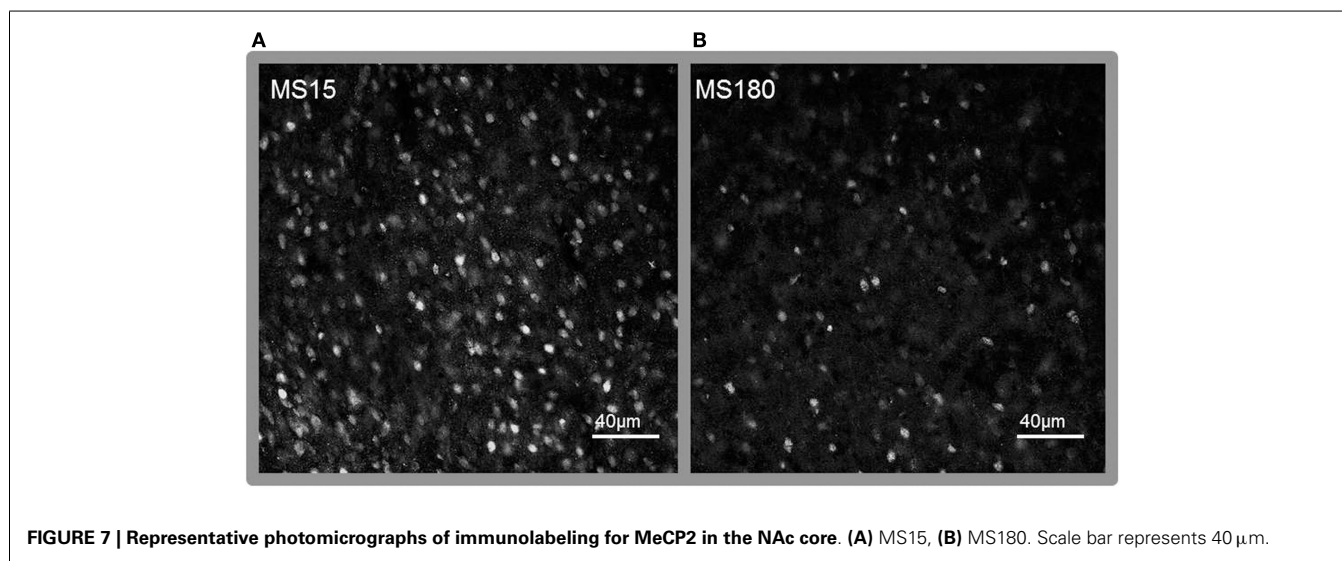 A
B
MS15
MS180
40µm
40µm
FIGURE 7 | Representative photomicrographs of immunolabeling for MeCP2 in the NAc core. (A) MS15, (B) MS180. Scale bar represents 40 µm.